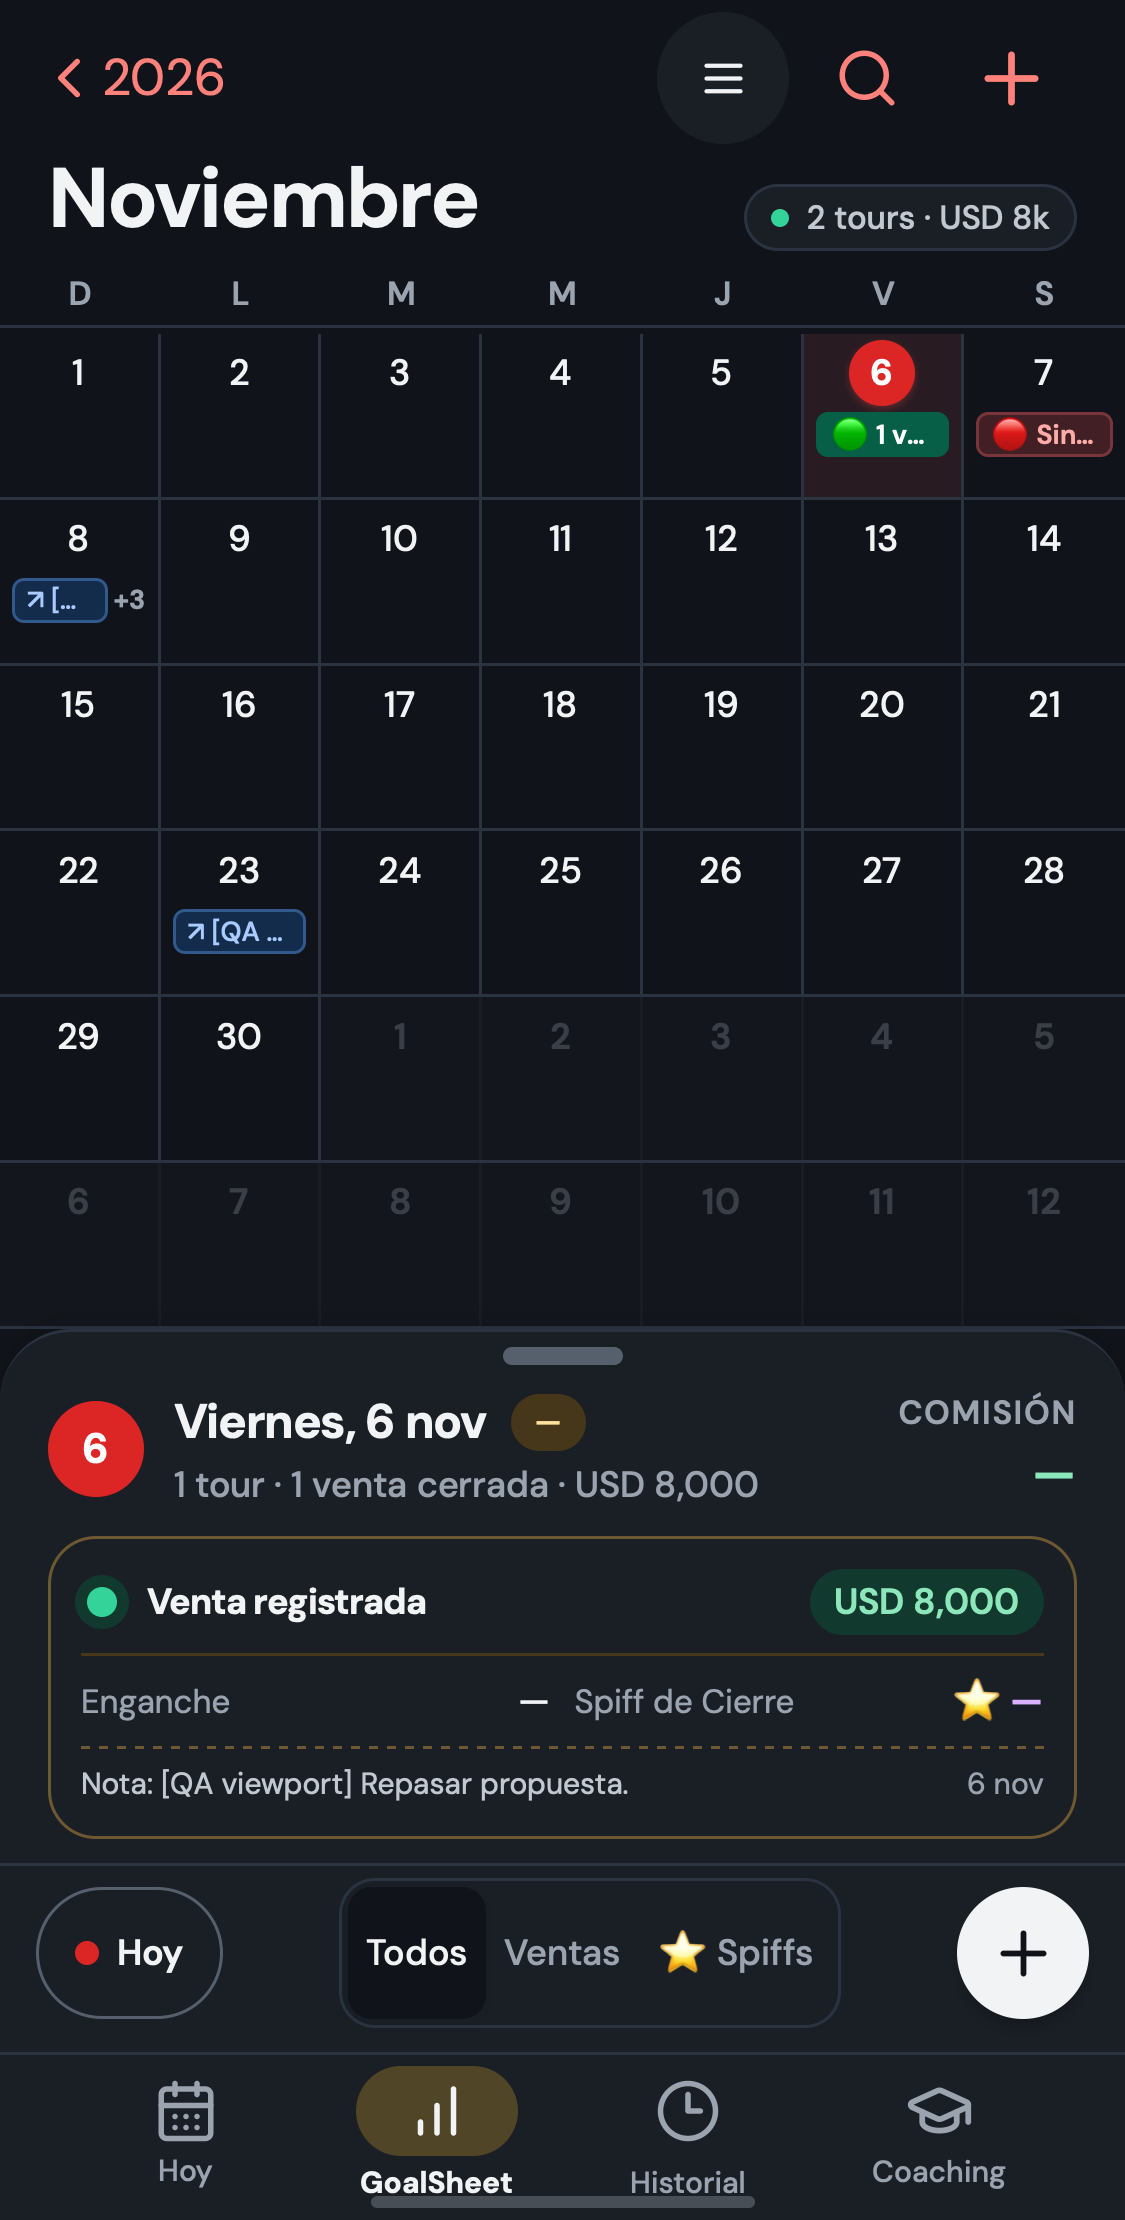 2026
Noviembre
2 tours · USD 8k
D L M M J V S
1 2 3 4 5 6 7
1 v... Sin...
8 9 10 11 12 13 14
[... +3
15 16 17 18 19 20 21
22 23 24 25 26 27 28
[QA ...
29 30 1 2 3 4 5
6 7 8 9 10 11 12
6 Viernes, 6 nov — COMISIÓN
1 tour · 1 venta cerrada · USD 8,000 —
Venta registrada USD 8,000
Enganche — Spiff de Cierre ⭐ —
Nota: [QA viewport] Repasar propuesta. 6 nov
Hoy Todos Ventas ⭐ Spiffs
Hoy GoalSheet Historial Coaching